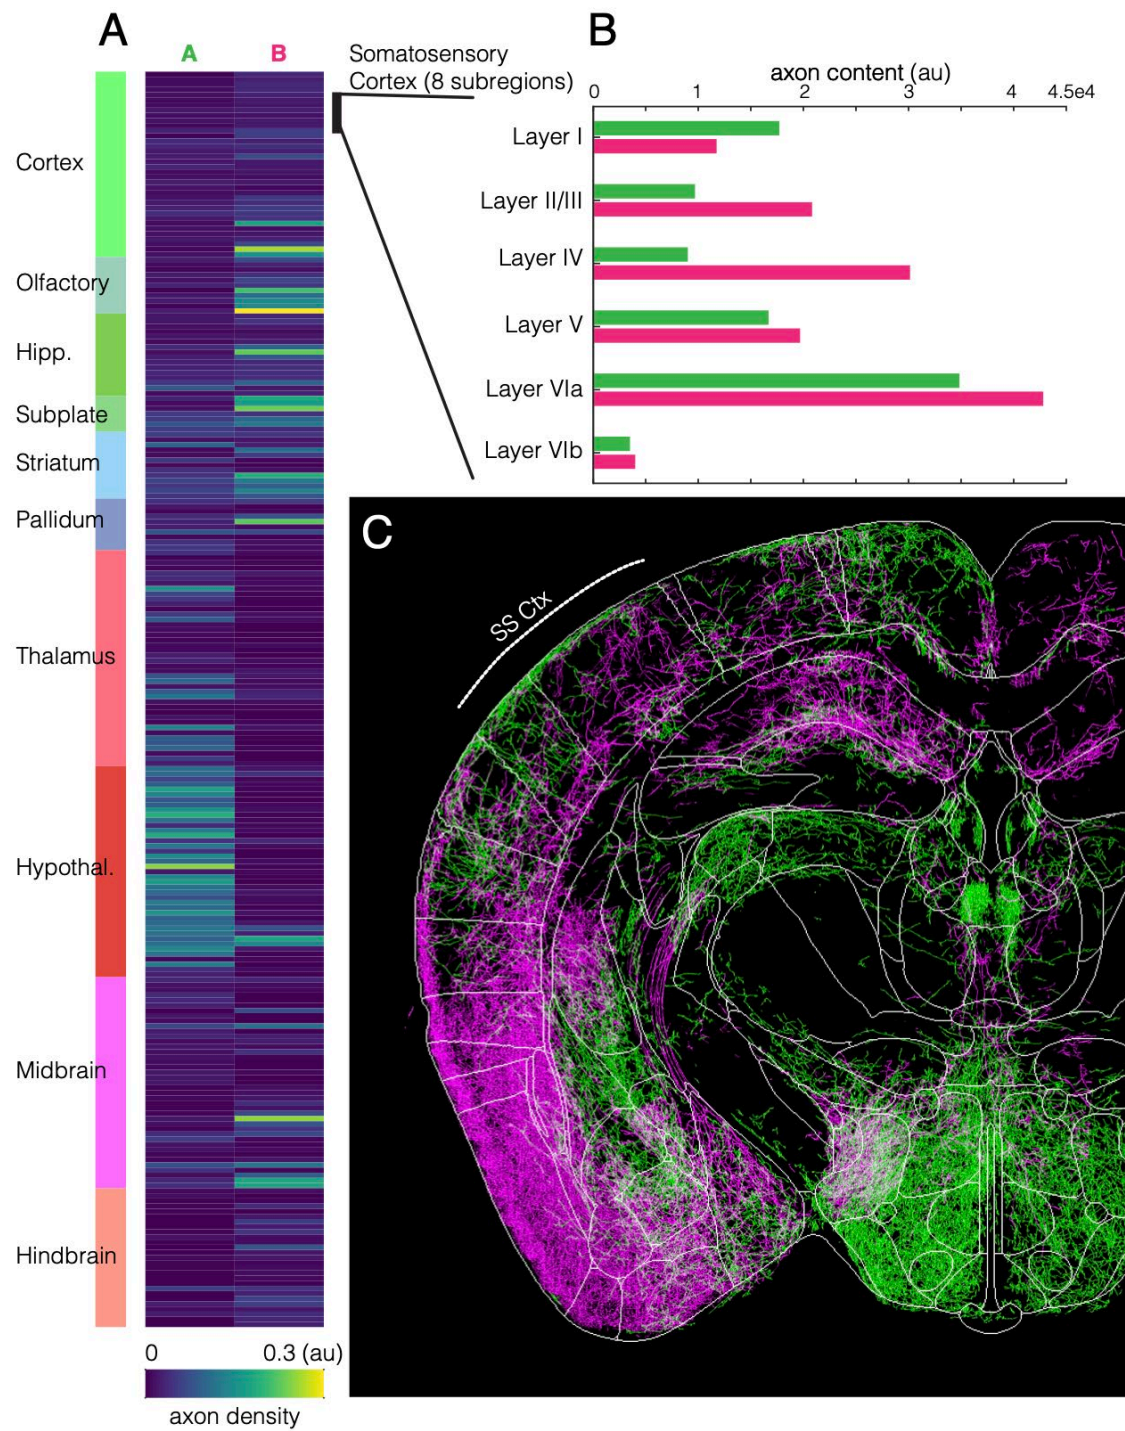 A
B
A
B
Somatosensory
Cortex (8 subregions)
axon content (au)
0
1
2
3
4
4.5e4
Layer I
Layer II/III
Layer IV
Layer V
Layer VIa
Layer VIb
Cortex
Olfactory
Hipp.
Subplate
Striatum
Pallidum
Thalamus
Hypothal.
Midbrain
Hindbrain
0
0.3 (au)
axon density
C
SS Ctx